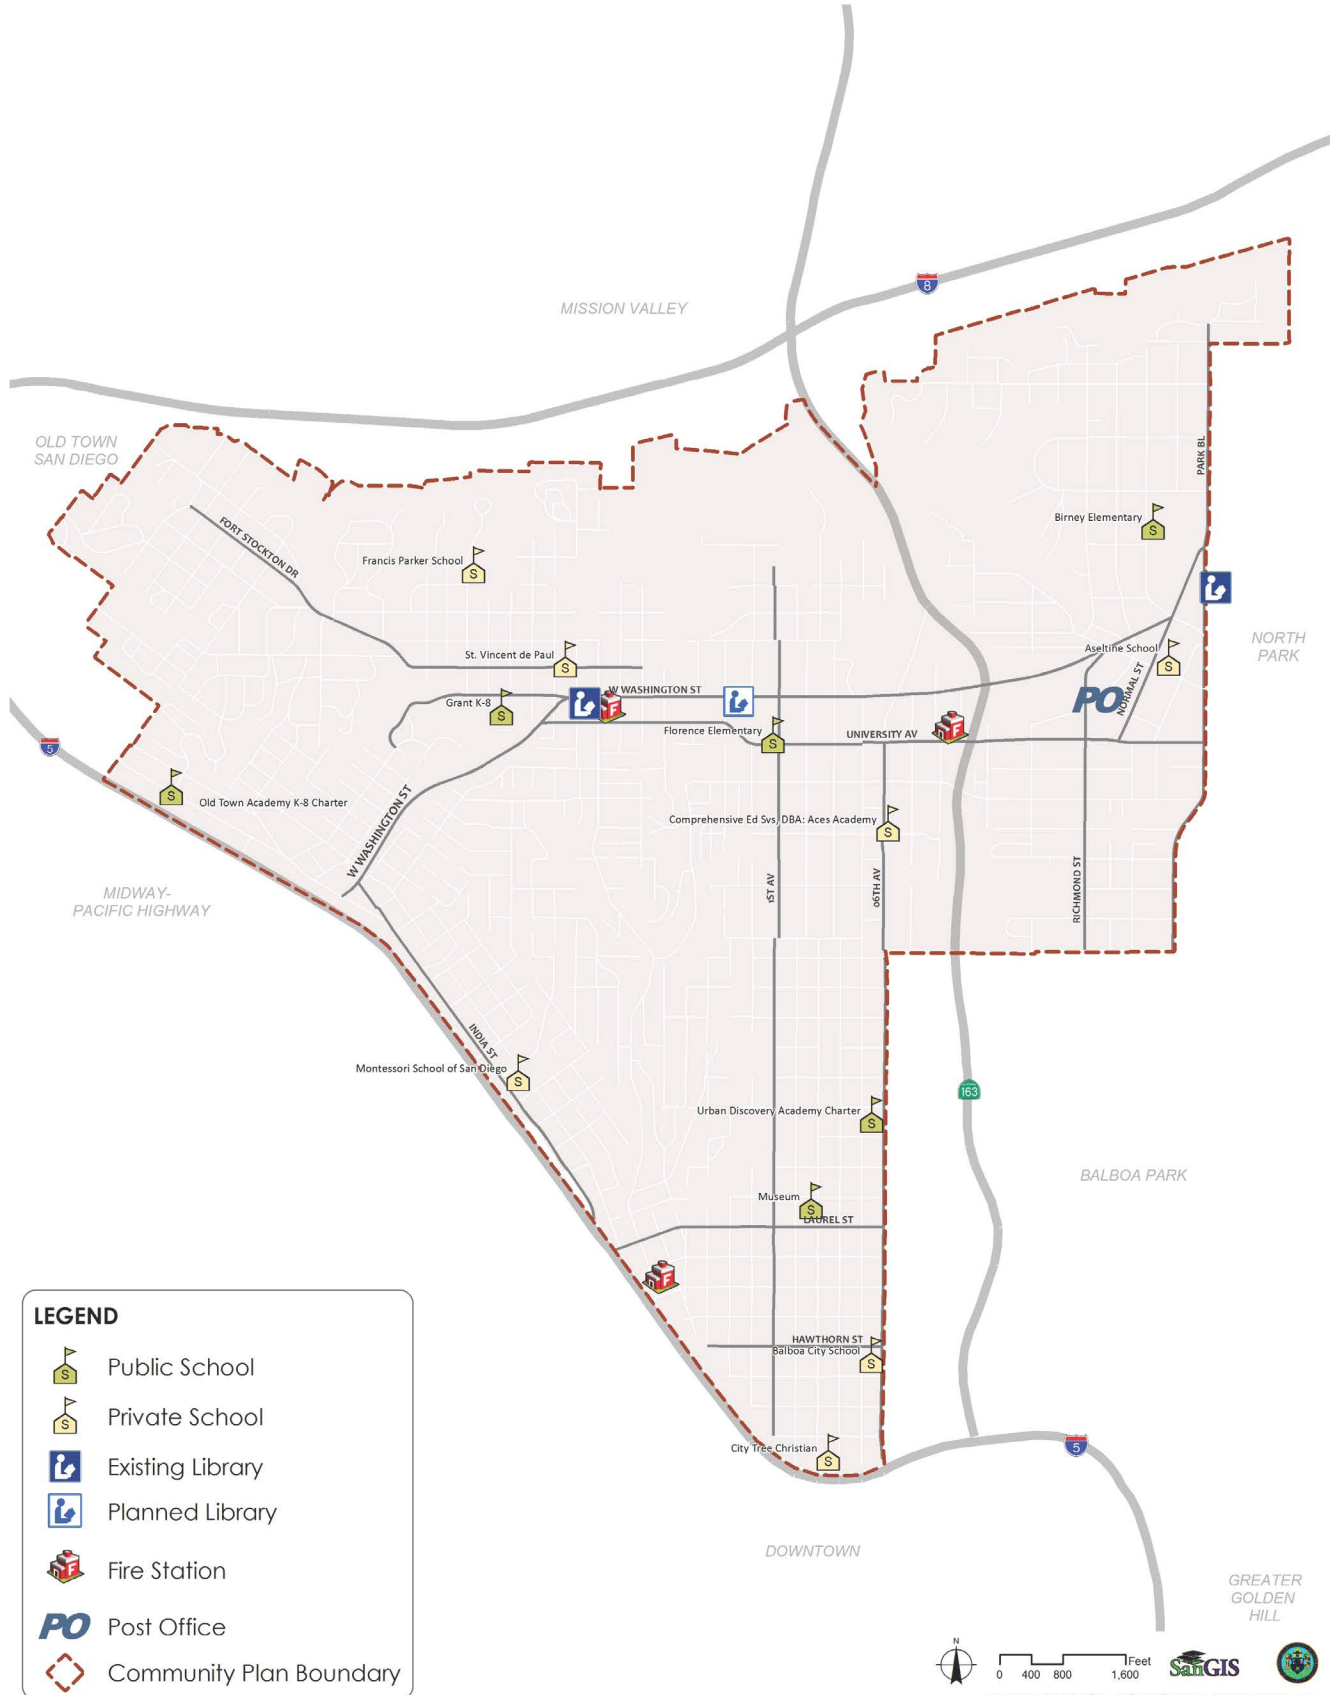 MISSION VALLEY
8
OLD TOWN
SAN DIEGO
PARK BL
FORT STOCKTON DR
Birney Elementary
S
Francis Parker School
S
NORTH
PARK
Aseltine School
S
St. Vincent de Paul
S
W WASHINGTON ST
PO
NORMAL ST
Grant K-8
S
F
Florence Elementary
S
UNIVERSITY AV
F
5
Old Town Academy K-8 Charter
S
W WASHINGTON ST
Comprehensive Ed Svs, DBA: Aces Academy
S
1ST AV
06TH AV
RICHMOND ST
MIDWAY-
PACIFIC HIGHWAY
INDIA ST
Montessori School of San Diego
S
163
Urban Discovery Academy Charter
S
BALBOA PARK
Museum
S
LAUREL ST
F
HAWTHORN ST
Balboa City School
S
City Tree Christian
S
5
DOWNTOWN
GREATER
GOLDEN
HILL
LEGEND
S Public School
S Private School
Existing Library
Planned Library
F Fire Station
PO Post Office
Community Plan Boundary
N
0 400 800 1,600 Feet
SanGIS